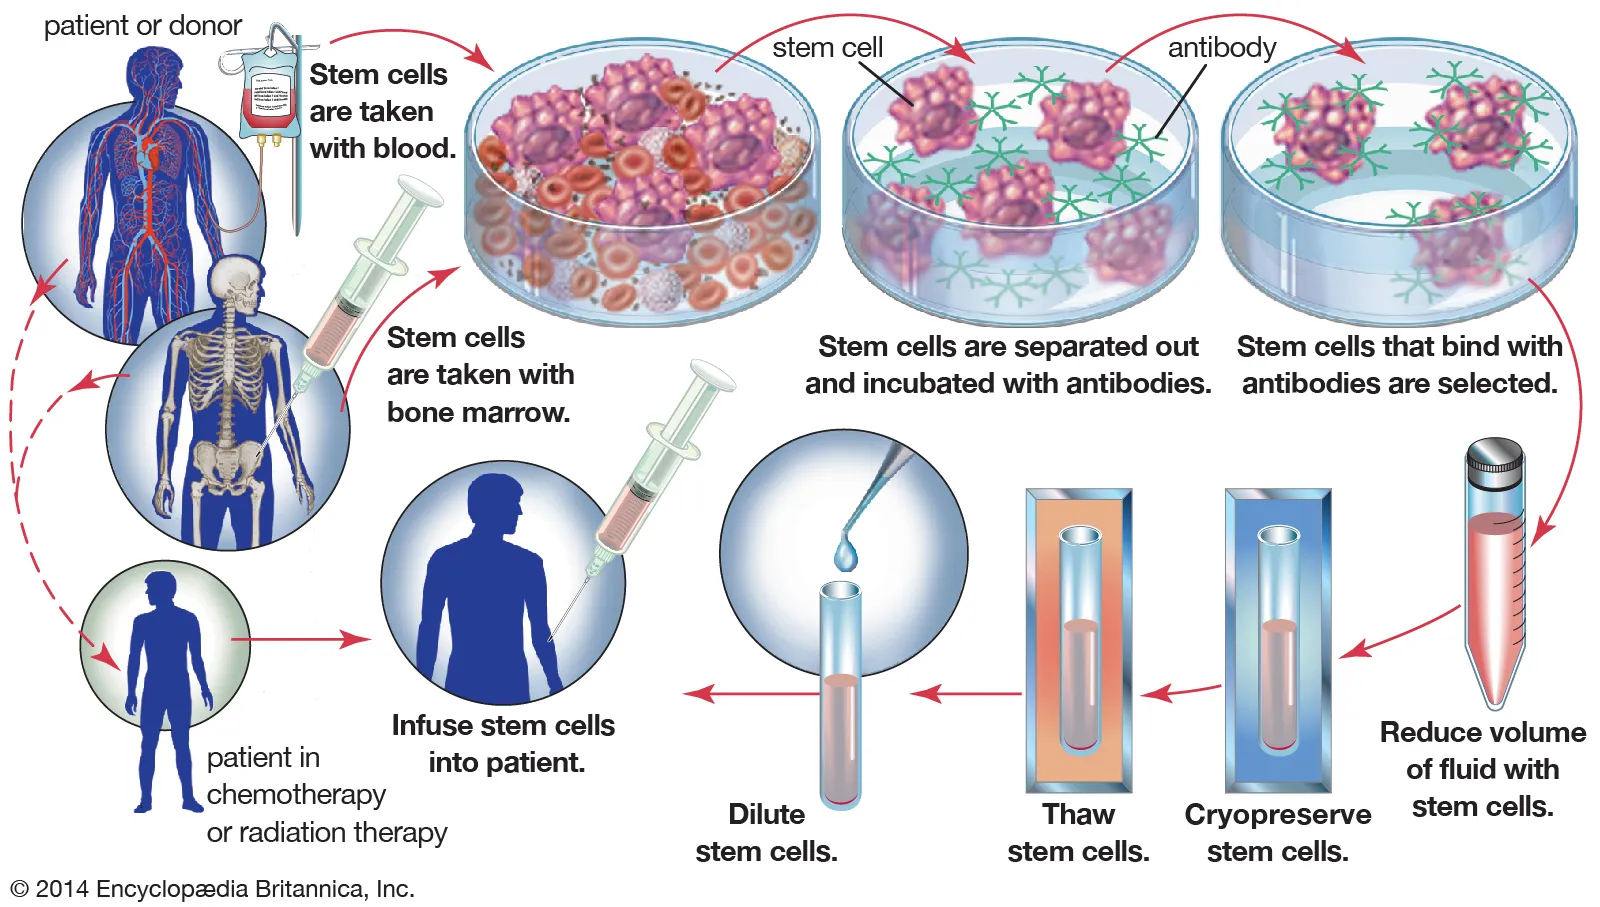 patient or donor
Stem cells
are taken
with blood.
stem cell
antibody
Stem cells
are taken with
bone marrow.
Stem cells are separated out
and incubated with antibodies.
Stem cells that bind with
antibodies are selected.
Reduce volume
of fluid with
stem cells.
Cryopreserve
stem cells.
Thaw
stem cells.
Dilute
stem cells.
Infuse stem cells
into patient.
patient in
chemotherapy
or radiation therapy
© 2014 Encyclopædia Britannica, Inc.